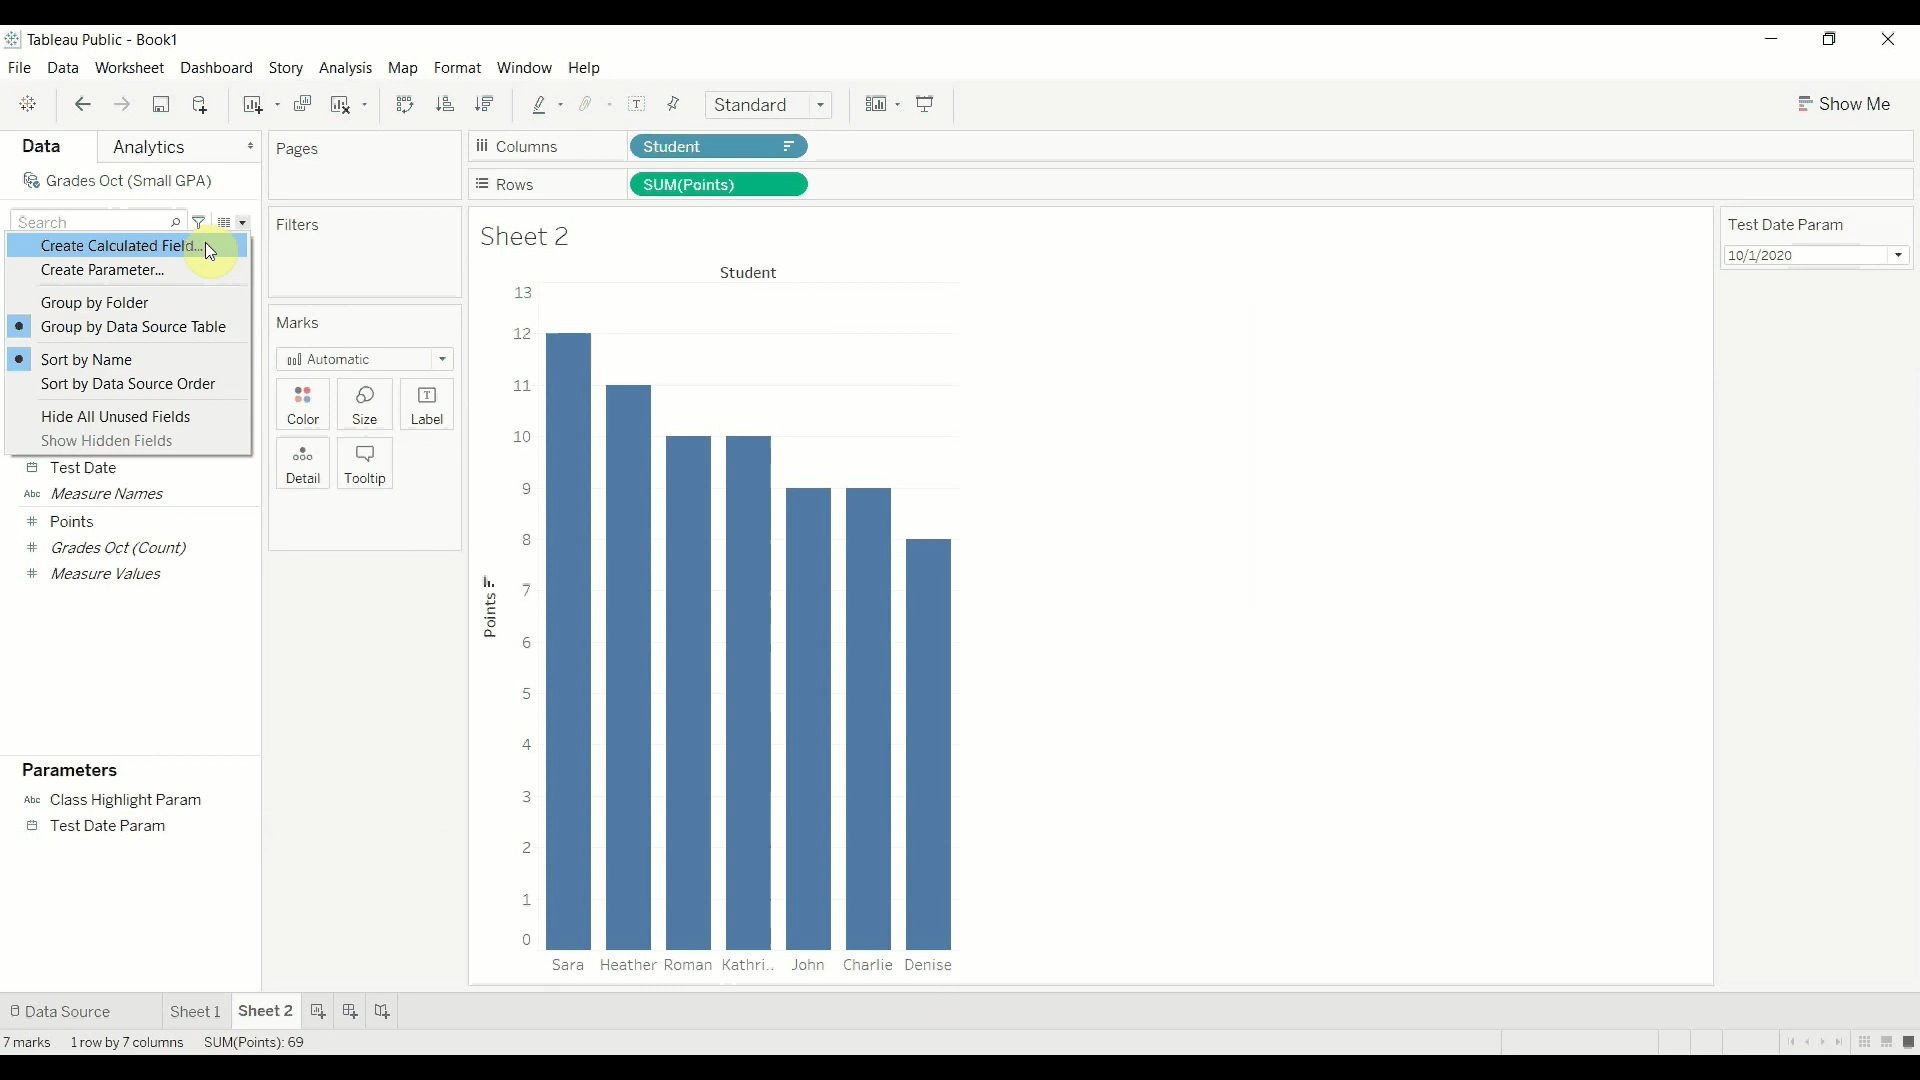 Tableau Public - Book1
File Data Worksheet Dashboard Story Analysis Map Format Window Help
Standard
Show Me
Data Analytics
Grades Oct (Small GPA)
Search
Create Calculated Field...
Create Parameter...
Group by Folder
Group by Data Source Table
Sort by Name
Sort by Data Source Order
Hide All Unused Fields
Show Hidden Fields
Test Date
Abc Measure Names
# Points
# Grades Oct (Count)
# Measure Values
Parameters
Abc Class Highlight Param
Test Date Param
Pages
Filters
Marks
Automatic
Color Size Label
Detail Tooltip
Columns Student
Rows SUM(Points)
Sheet 2
Student
13
12
11
10
9
8
7
6
5
4
3
2
1
0
Points
Sara Heather Roman Kathri.. John Charlie Denise
Test Date Param
10/1/2020
Data Source Sheet 1 Sheet 2
7 marks 1 row by 7 columns SUM(Points): 69